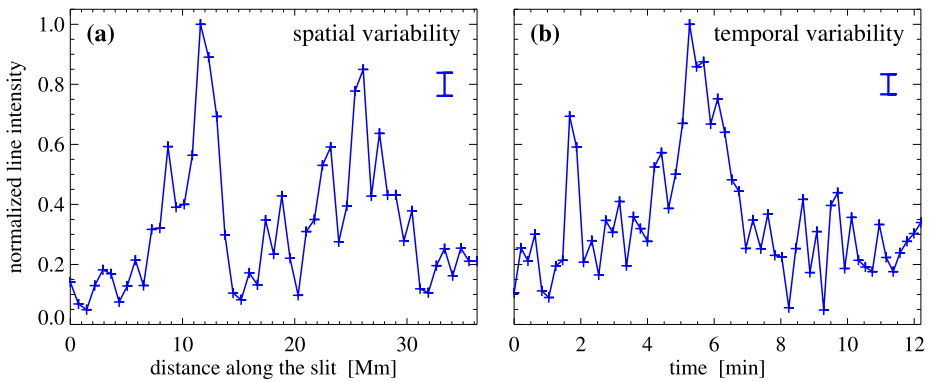 (a) spatial variability
(b) temporal variability
normalized line intensity
1.0
0.8
0.6
0.4
0.2
0.0
0 10 20 30
0 2 4 6 8 10 12
distance along the slit [Mm]
time [min]